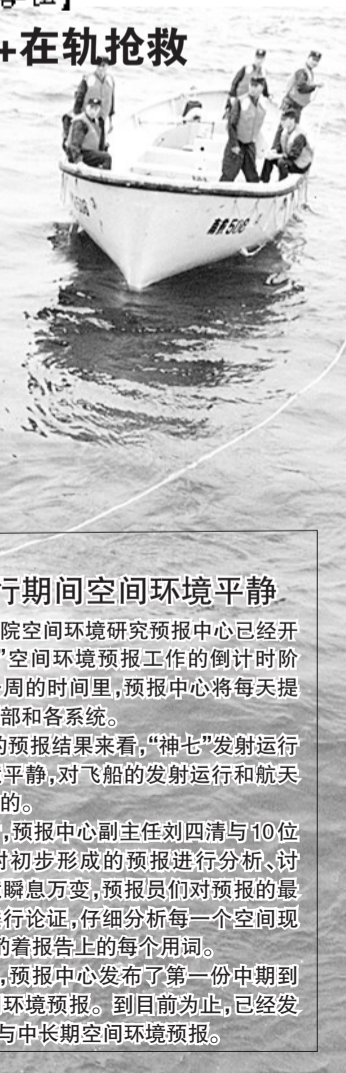 +在轨抢救
508
行期间空间环境平静
院空间环境研究预报中心已经开
”空间环境预报工作的倒计时阶
周的时间里,预报中心将每天提
部和各系统。
的预报结果来看,“神七”发射运行
平静,对飞船的发射运行和航天
的。
,预报中心副主任刘四清与10位
对初步形成的预报进行分析、讨
瞬息万变,预报员们对预报的最
行论证,仔细分析每一个空间现
酌着报告上的每个用词。
,预报中心发布了第一份中期到
环境预报。到目前为止,已经发
与中长期空间环境预报。